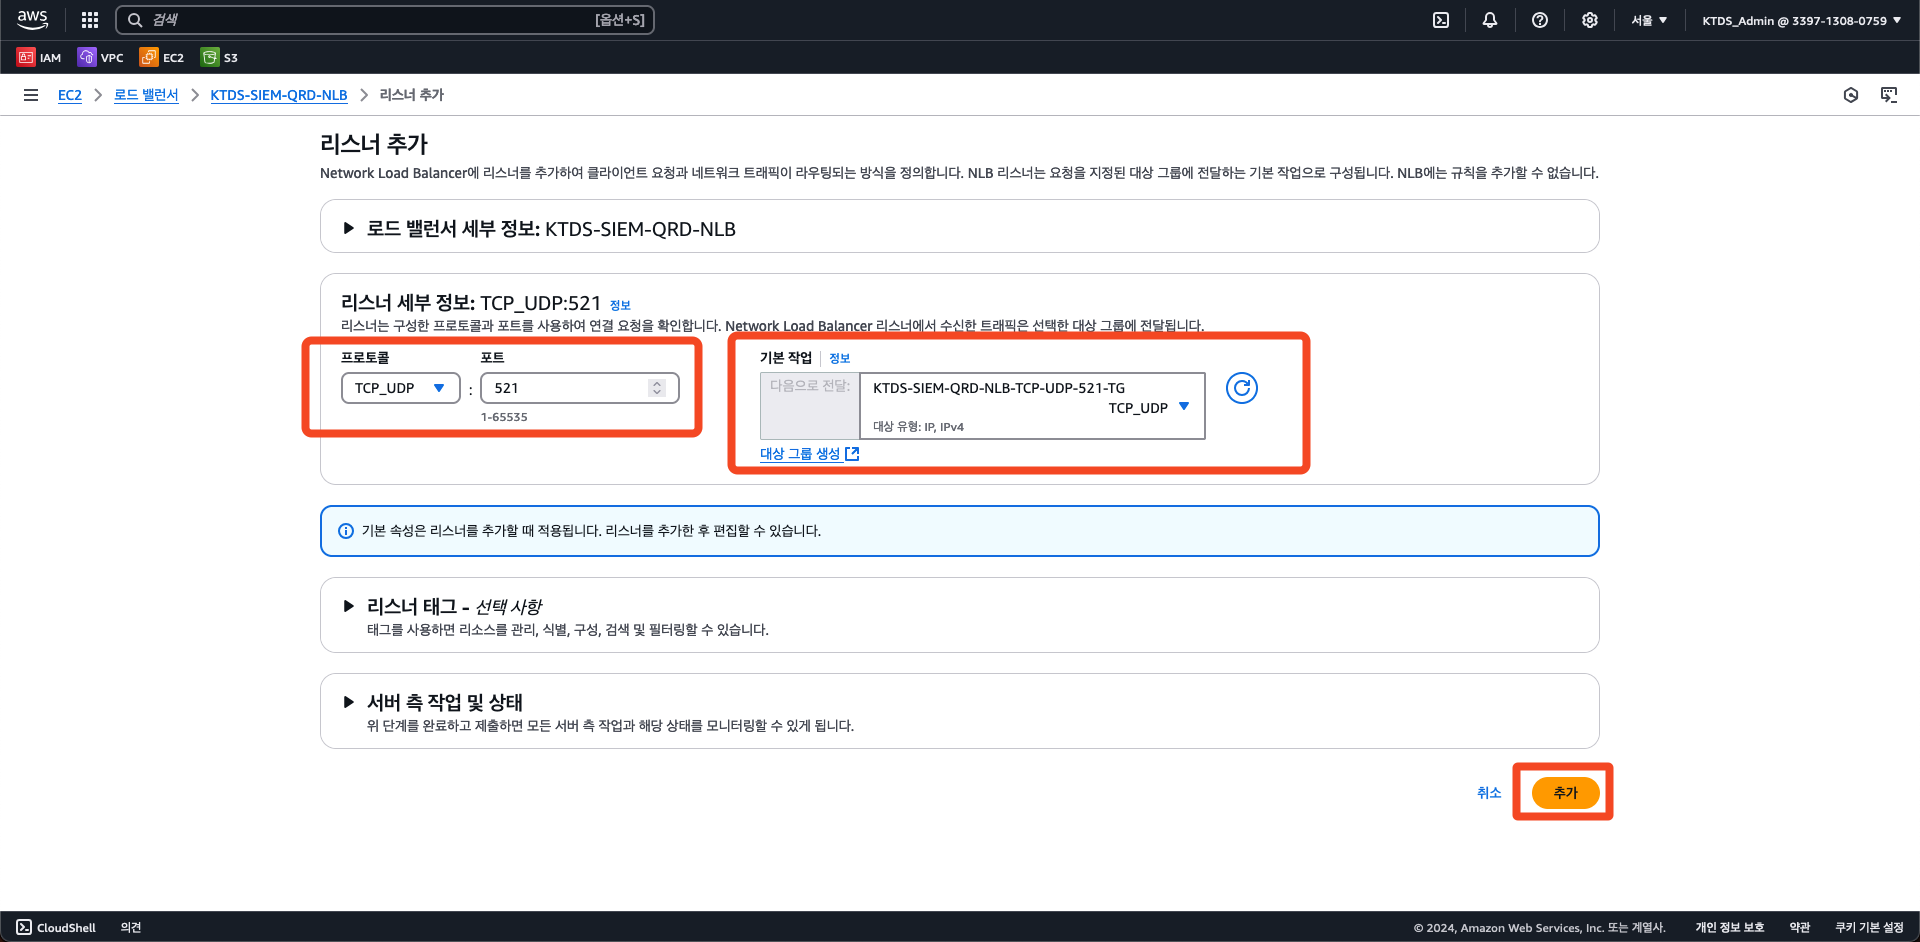 aws
검색 [옵션+S]
서울 ▼ KTDS_Admin @ 3397-1308-0759 ▼
IAM VPC EC2 S3
EC2 > 로드 밸런서 > KTDS-SIEM-QRD-NLB > 리스너 추가
리스너 추가
Network Load Balancer에 리스너를 추가하여 클라이언트 요청과 네트워크 트래픽이 라우팅되는 방식을 정의합니다. NLB 리스너는 요청을 지정된 대상 그룹에 전달하는 기본 작업으로 구성됩니다. NLB에는 규칙을 추가할 수 없습니다.
▶ 로드 밸런서 세부 정보: KTDS-SIEM-QRD-NLB
리스너 세부 정보: TCP_UDP:521 정보
리스너는 구성한 프로토콜과 포트를 사용하여 연결 요청을 확인합니다. Network Load Balancer 리스너에서 수신한 트래픽은 선택한 대상 그룹에 전달됩니다.
프로토콜 포트
TCP_UDP ▼ : 521
1-65535
기본 작업 정보
다음으로 전달: KTDS-SIEM-QRD-NLB-TCP-UDP-521-TG
TCP_UDP ▼
대상 유형: IP, IPv4
대상 그룹 생성
기본 속성은 리스너를 추가할 때 적용됩니다. 리스너를 추가한 후 편집할 수 있습니다.
▶ 리스너 태그 - 선택 사항
태그를 사용하면 리소스를 관리, 식별, 구성, 검색 및 필터링할 수 있습니다.
▶ 서버 측 작업 및 상태
위 단계를 완료하고 제출하면 모든 서버 측 작업과 해당 상태를 모니터링할 수 있게 됩니다.
취소 추가
CloudShell 의견
© 2024, Amazon Web Services, Inc. 또는 계열사. 개인 정보 보호 약관 쿠키 기본 설정